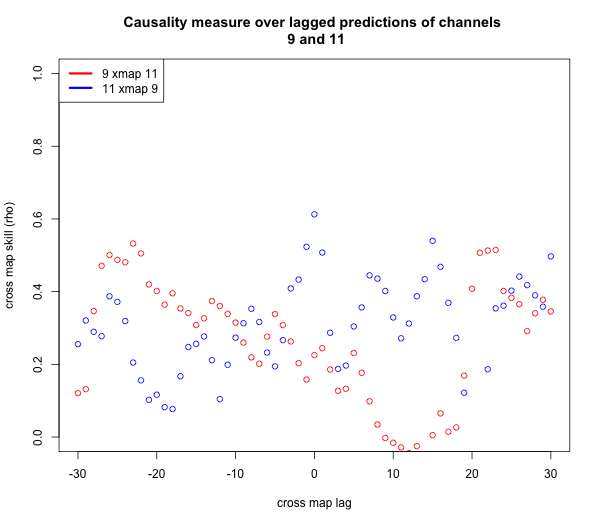 Causality measure over lagged predictions of channels
9 and 11
9 xmap 11
11 xmap 9
cross map skill (rho)
1.0
0.8
0.6
0.4
0.2
0.0
-30
-20
-10
0
10
20
30
cross map lag